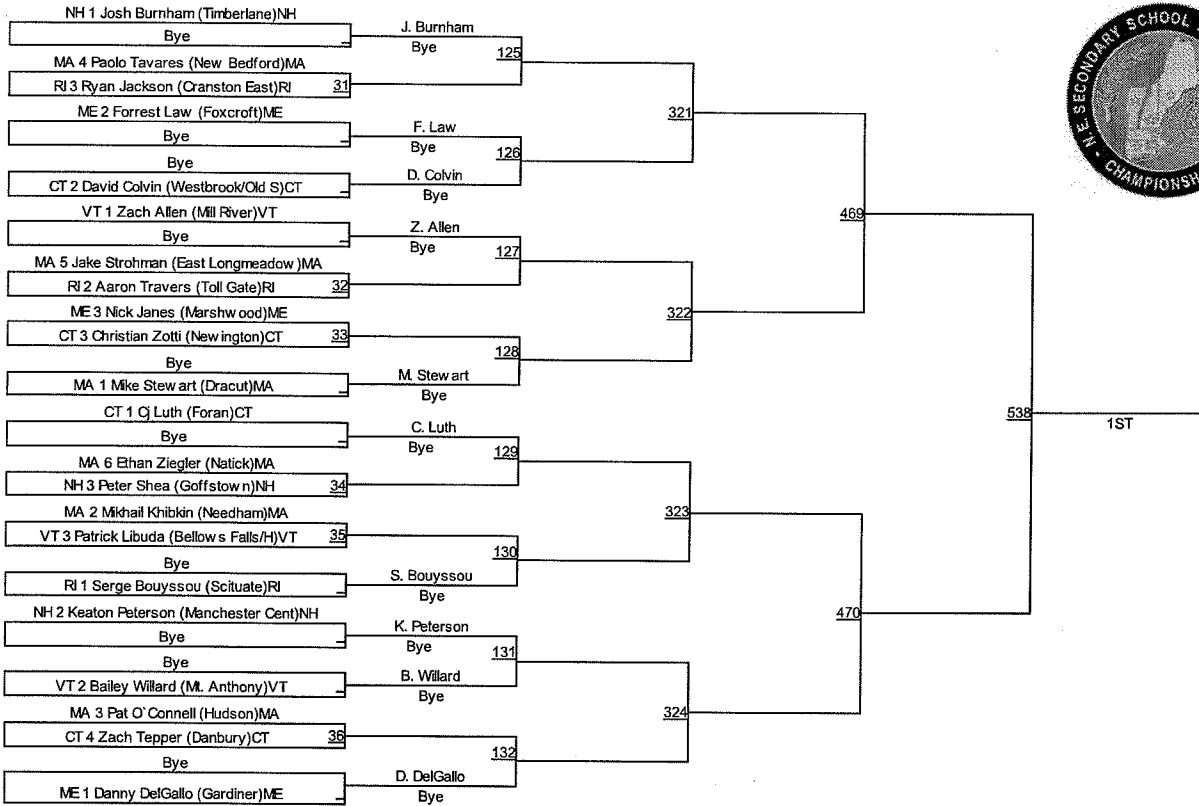 NH 1 Josh Burnham (Timberlane)NH
Bye
J. Burnham
Bye
125
MA 4 Paolo Tavares (New Bedford)MA
RI 3 Ryan Jackson (Cranston East)RI 31
321
ME 2 Forrest Law (Foxcroft)ME
Bye
F. Law
Bye
126
Bye
CT 2 David Colvin (Westbrook/Old S)CT
D. Colvin
Bye
469
VT 1 Zach Allen (Mill River)VT
Bye
Z. Allen
Bye
127
MA 5 Jake Strohman (East Longmeadow)MA
RI 2 Aaron Travers (Toll Gate)RI 32
322
ME 3 Nick Janes (Marshwood)ME
CT 3 Christian Zotti (Newington)CT 33
128
Bye
MA 1 Mike Stewart (Dracut)MA
M. Stewart
Bye
538
1ST
CT 1 Cj Luth (Foran)CT
Bye
C. Luth
Bye
129
MA 6 Ethan Ziegler (Natick)MA
NH 3 Peter Shea (Goffstown)NH 34
323
MA 2 Mikhail Khibkin (Needham)MA
VT 3 Patrick Libuda (Bellows Falls/H)VT 35
130
Bye
RI 1 Serge Bouyssou (Scituate)RI
S. Bouyssou
Bye
470
NH 2 Keaton Peterson (Manchester Cent)NH
Bye
K. Peterson
Bye
131
Bye
VT 2 Bailey Willard (Mt. Anthony)VT
B. Willard
Bye
324
MA 3 Pat O`Connell (Hudson)MA
CT 4 Zach Tepper (Danbury)CT 36
132
Bye
ME 1 Danny DelGallo (Gardiner)ME
D. DelGallo
Bye
N.E. SECONDARY SCHOOL
CHAMPIONSH